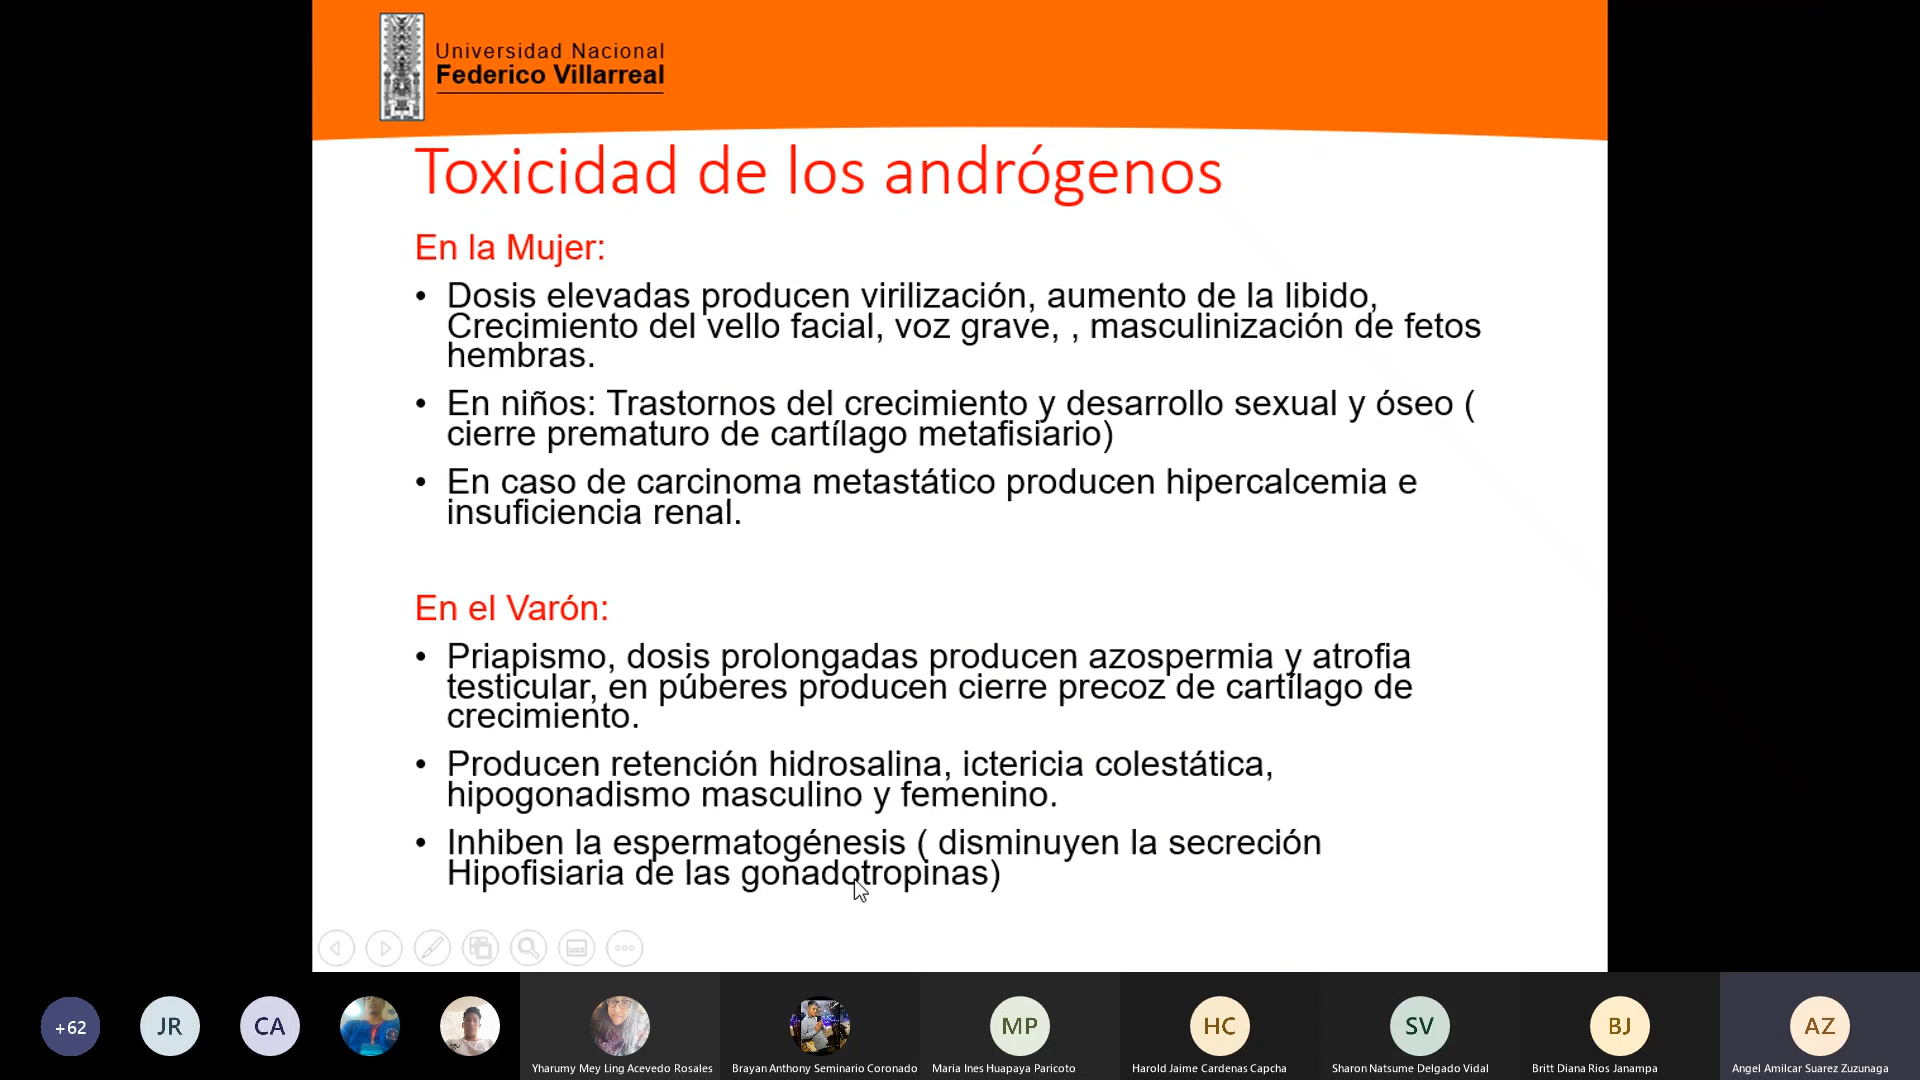 Universidad Nacional
Federico Villarreal
Toxicidad de los andrógenos
En la Mujer:
• Dosis elevadas producen virilización, aumento de la libido,
Crecimiento del vello facial, voz grave, , masculinización de fetos
hembras.
• En niños: Trastornos del crecimiento y desarrollo sexual y óseo (
cierre prematuro de cartílago metafisiario)
• En caso de carcinoma metastático producen hipercalcemia e
insuficiencia renal.
En el Varón:
• Priapismo, dosis prolongadas producen azospermia y atrofia
testicular, en púberes producen cierre precoz de cartílago de
crecimiento.
• Producen retención hidrosalina, ictericia colestática,
hipogonadismo masculino y femenino.
• Inhiben la espermatogénesis ( disminuyen la secreción
Hipofisiaria de las gonadotropinas)
+62
JR
CA
MP
HC
SV
BJ
AZ
Yharumy Mey Ling Acevedo Rosales
Brayan Anthony Seminario Coronado
Maria Ines Huapaya Paricoto
Harold Jaime Cardenas Capcha
Sharon Natsume Delgado Vidal
Britt Diana Rios Janampa
Angel Amilcar Suarez Zuzunaga